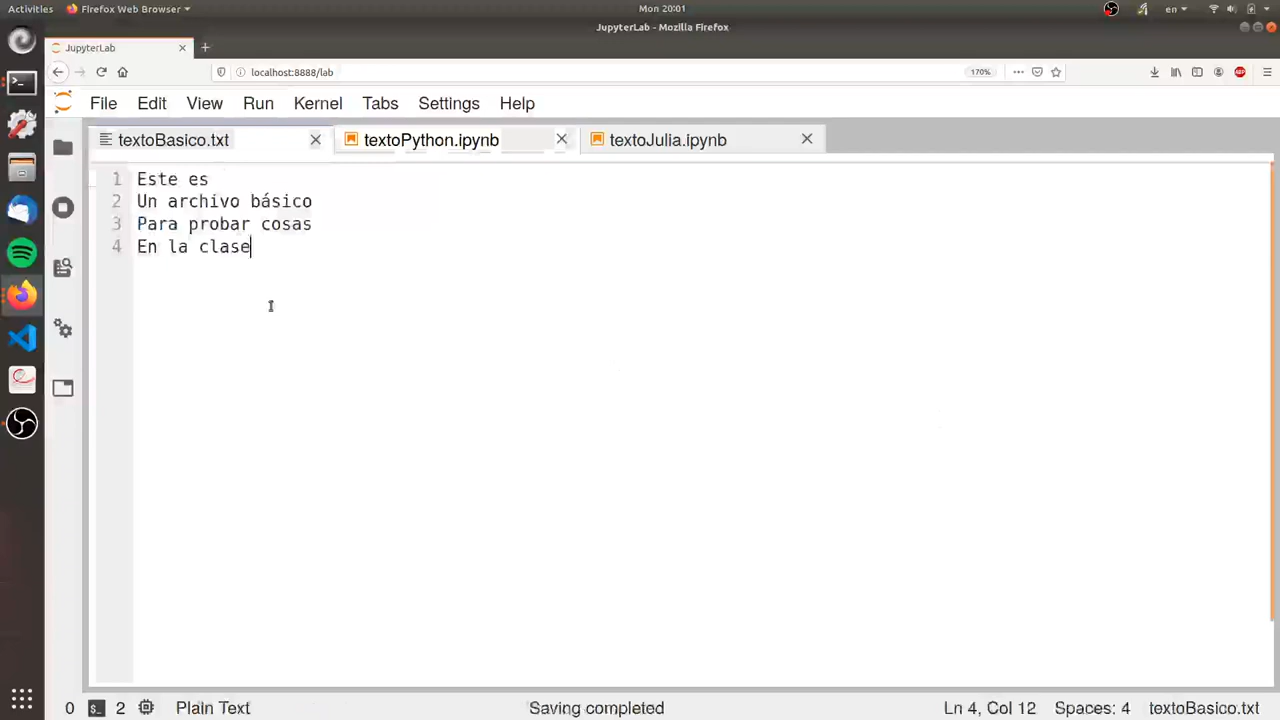 Activities Firefox Web Browser Mon 20:01 en
JupyterLab - Mozilla Firefox
JupyterLab
localhost:8888/lab 170%
File Edit View Run Kernel Tabs Settings Help
textoBasico.txt textoPython.ipynb textoJulia.ipynb
1 Este es
2 Un archivo básico
3 Para probar cosas
4 En la clase
0 2 Plain Text Saving completed Ln 4, Col 12 Spaces: 4 textoBasico.txt